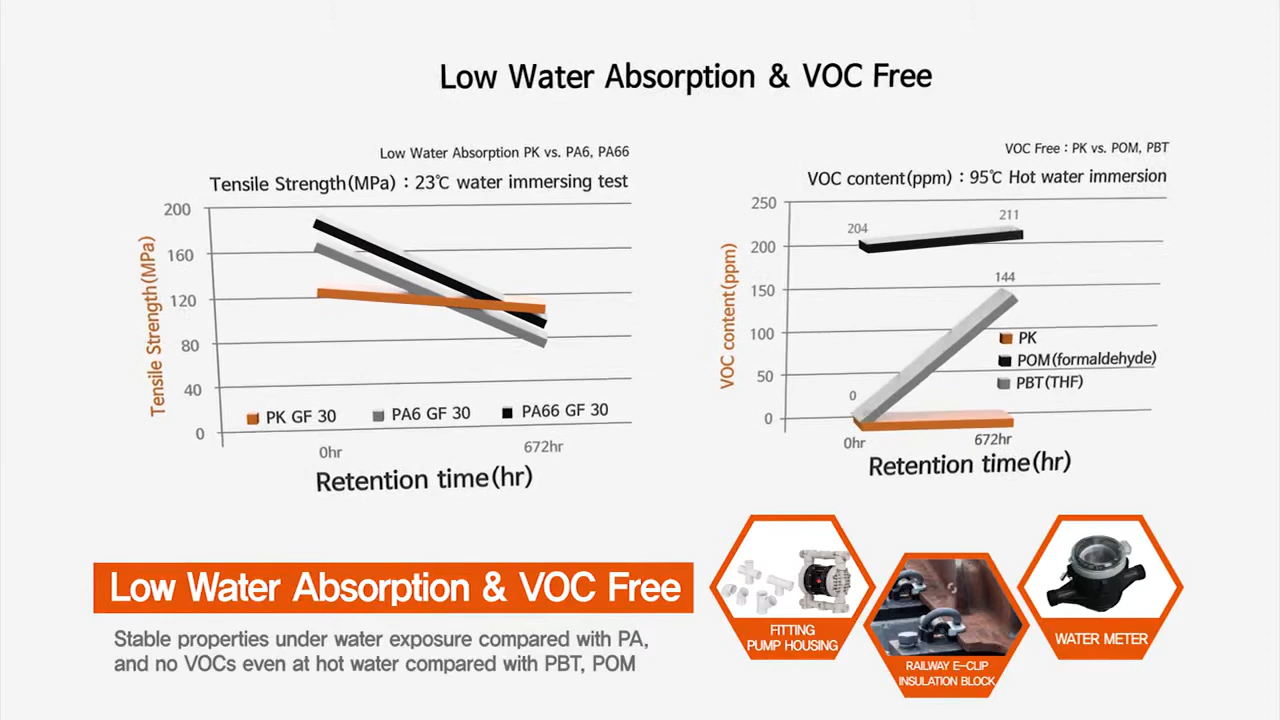 Low Water Absorption & VOC Free
Low Water Absorption PK vs. PA6, PA66
Tensile Strength(MPa) : 23℃ water immersing test
200
160
120
80
40
0
Tensile Strength(MPa)
PK GF 30
PA6 GF 30
PA66 GF 30
0hr
672hr
Retention time(hr)
VOC Free : PK vs. POM, PBT
VOC content(ppm) : 95℃ Hot water immersion
250
200
150
100
50
0
VOC content(ppm)
204
211
144
0
PK
POM(formaldehyde)
PBT(THF)
0hr
672hr
Retention time(hr)
Low Water Absorption & VOC Free
Stable properties under water exposure compared with PA,
and no VOCs even at hot water compared with PBT, POM
FITTING
PUMP HOUSING
RAILWAY E-CLIP
INSULATION BLOCK
WATER METER